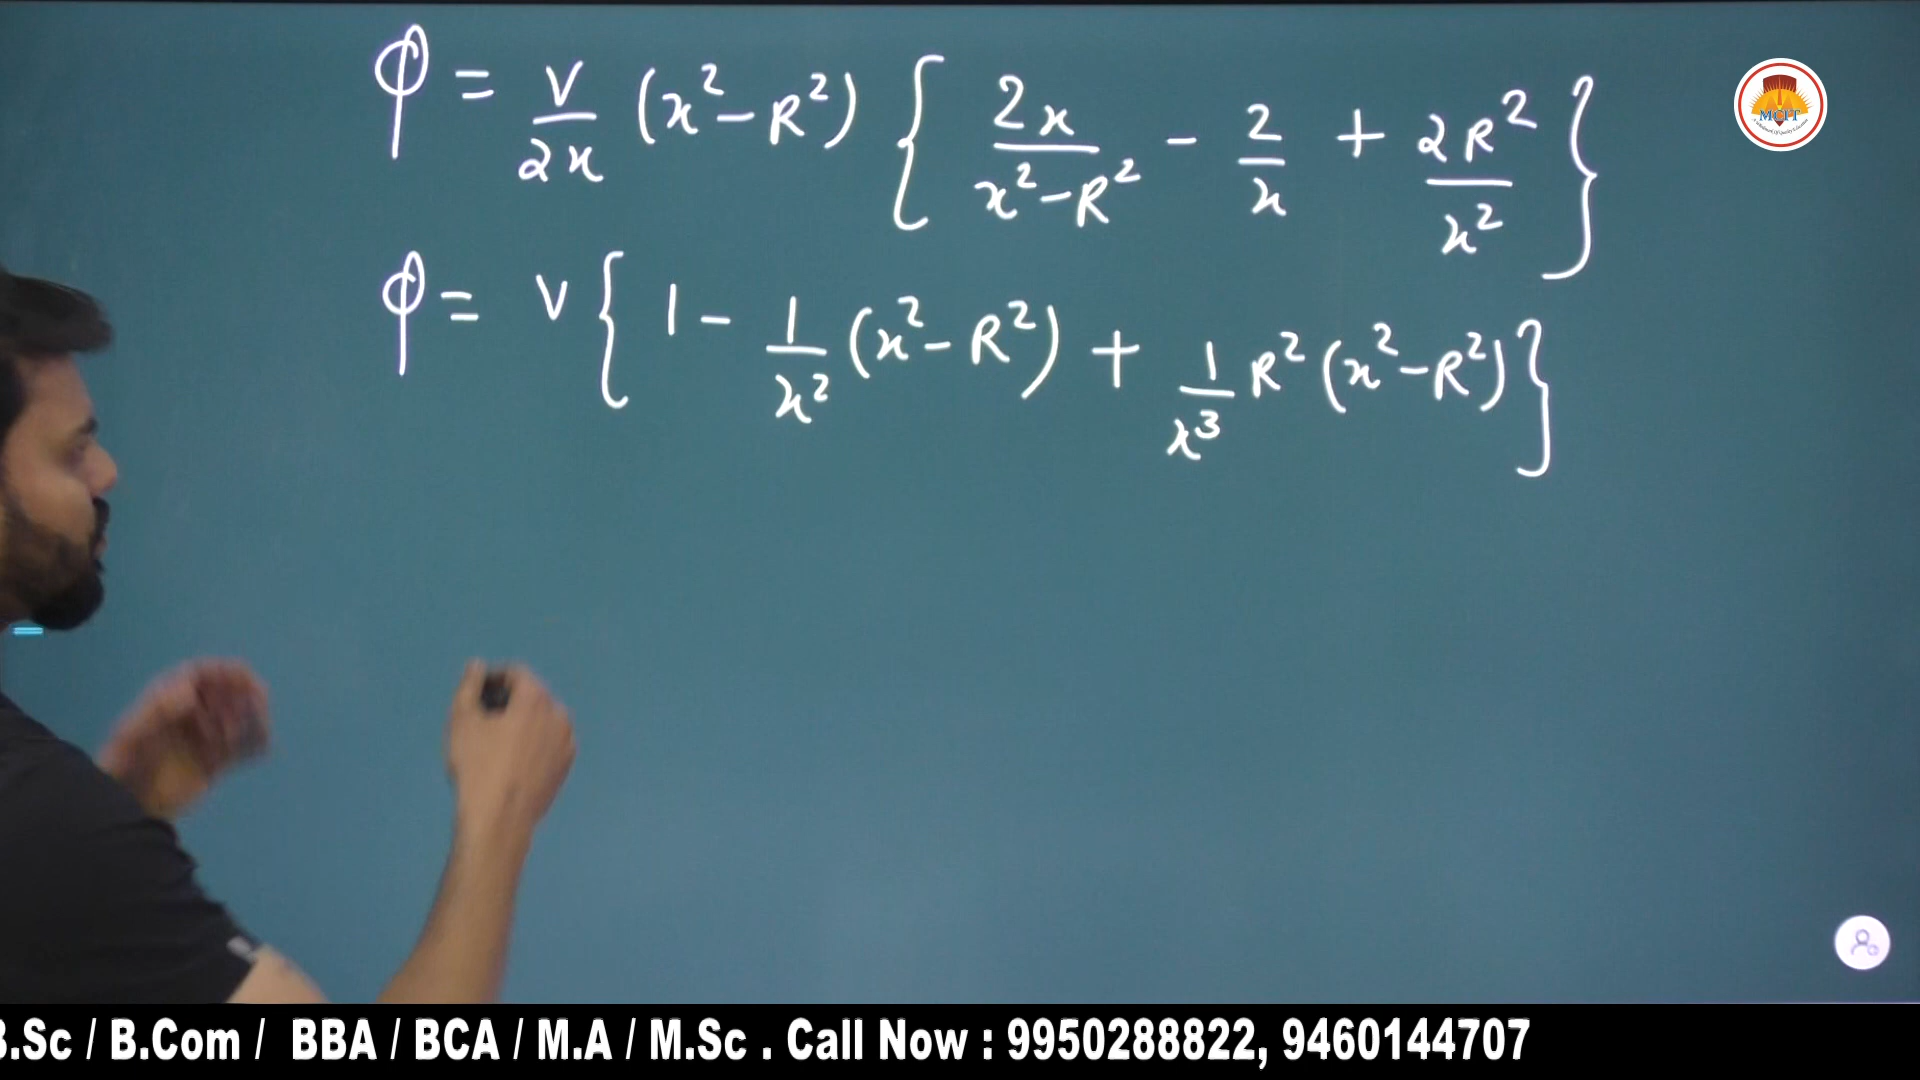 φ = V/2x (x² - R²) { 2x/x²-R² - 2/x + 2R²/x² }
MCPT
φ = V { 1 - 1/x² (x² - R²) + 1/x³ R² (x² - R²) }
B.Sc / B.Com / BBA / BCA / M.A / M.Sc . Call Now : 9950288822, 9460144707